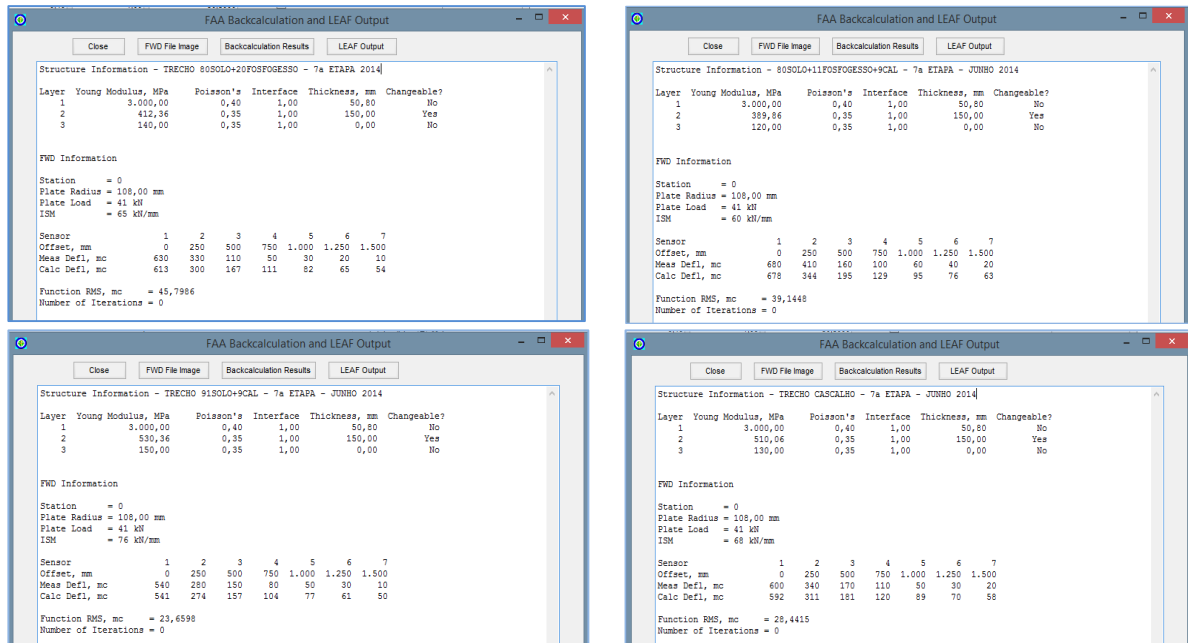 FAA Backcalculation and LEAF Output
Close FWD File Image Backcalculation Results LEAF Output
Structure Information - TRECHO 80SOLO+20FOSFOGESSO - 7a ETAPA 2014
Layer Young Modulus, MPa Poisson's Interface Thickness, mm Changeable?
1 3.000,00 0,40 1,00 50,80 No
2 412,36 0,35 1,00 150,00 Yes
3 140,00 0,35 1,00 0,00 No
FWD Information
Station = 0
Plate Radius = 108,00 mm
Plate Load = 41 kN
ISM = 65 kN/mm
Sensor 1 2 3 4 5 6 7
Offset, mm 0 250 500 750 1.000 1.250 1.500
Meas Defl, mc 630 330 110 50 30 20 10
Calc Defl, mc 613 300 167 111 82 65 54
Function RMS, mc = 45,7986
Number of Iterations = 0
FAA Backcalculation and LEAF Output
Close FWD File Image Backcalculation Results LEAF Output
Structure Information - 80SOLO+11FOSFOGESSO+9CAL - 7a ETAPA - JUNHO 2014
Layer Young Modulus, MPa Poisson's Interface Thickness, mm Changeable?
1 3.000,00 0,40 1,00 50,80 No
2 389,86 0,35 1,00 150,00 Yes
3 120,00 0,35 1,00 0,00 No
FWD Information
Station = 0
Plate Radius = 108,00 mm
Plate Load = 41 kN
ISM = 60 kN/mm
Sensor 1 2 3 4 5 6 7
Offset, mm 0 250 500 750 1.000 1.250 1.500
Meas Defl, mc 680 410 160 100 60 40 20
Calc Defl, mc 678 344 195 129 95 76 63
Function RMS, mc = 39,1448
Number of Iterations = 0
FAA Backcalculation and LEAF Output
Close FWD File Image Backcalculation Results LEAF Output
Structure Information - TRECHO 91SOLO+9CAL - 7a ETAPA - JUNHO 2014
Layer Young Modulus, MPa Poisson's Interface Thickness, mm Changeable?
1 3.000,00 0,40 1,00 50,80 No
2 530,36 0,35 1,00 150,00 Yes
3 150,00 0,35 1,00 0,00 No
FWD Information
Station = 0
Plate Radius = 108,00 mm
Plate Load = 41 kN
ISM = 76 kN/mm
Sensor 1 2 3 4 5 6 7
Offset, mm 0 250 500 750 1.000 1.250 1.500
Meas Defl, mc 540 280 150 80 50 30 10
Calc Defl, mc 541 274 157 104 77 61 50
Function RMS, mc = 23,6598
Number of Iterations = 0
FAA Backcalculation and LEAF Output
Close FWD File Image Backcalculation Results LEAF Output
Structure Information - TRECHO CASCALHO - 7a ETAPA - JUNHO 2014
Layer Young Modulus, MPa Poisson's Interface Thickness, mm Changeable?
1 3.000,00 0,40 1,00 50,80 No
2 510,06 0,35 1,00 150,00 Yes
3 130,00 0,35 1,00 0,00 No
FWD Information
Station = 0
Plate Radius = 108,00 mm
Plate Load = 41 kN
ISM = 68 kN/mm
Sensor 1 2 3 4 5 6 7
Offset, mm 0 250 500 750 1.000 1.250 1.500
Meas Defl, mc 600 340 170 110 50 30 20
Calc Defl, mc 592 311 181 120 89 70 58
Function RMS, mc = 28,4415
Number of Iterations = 0